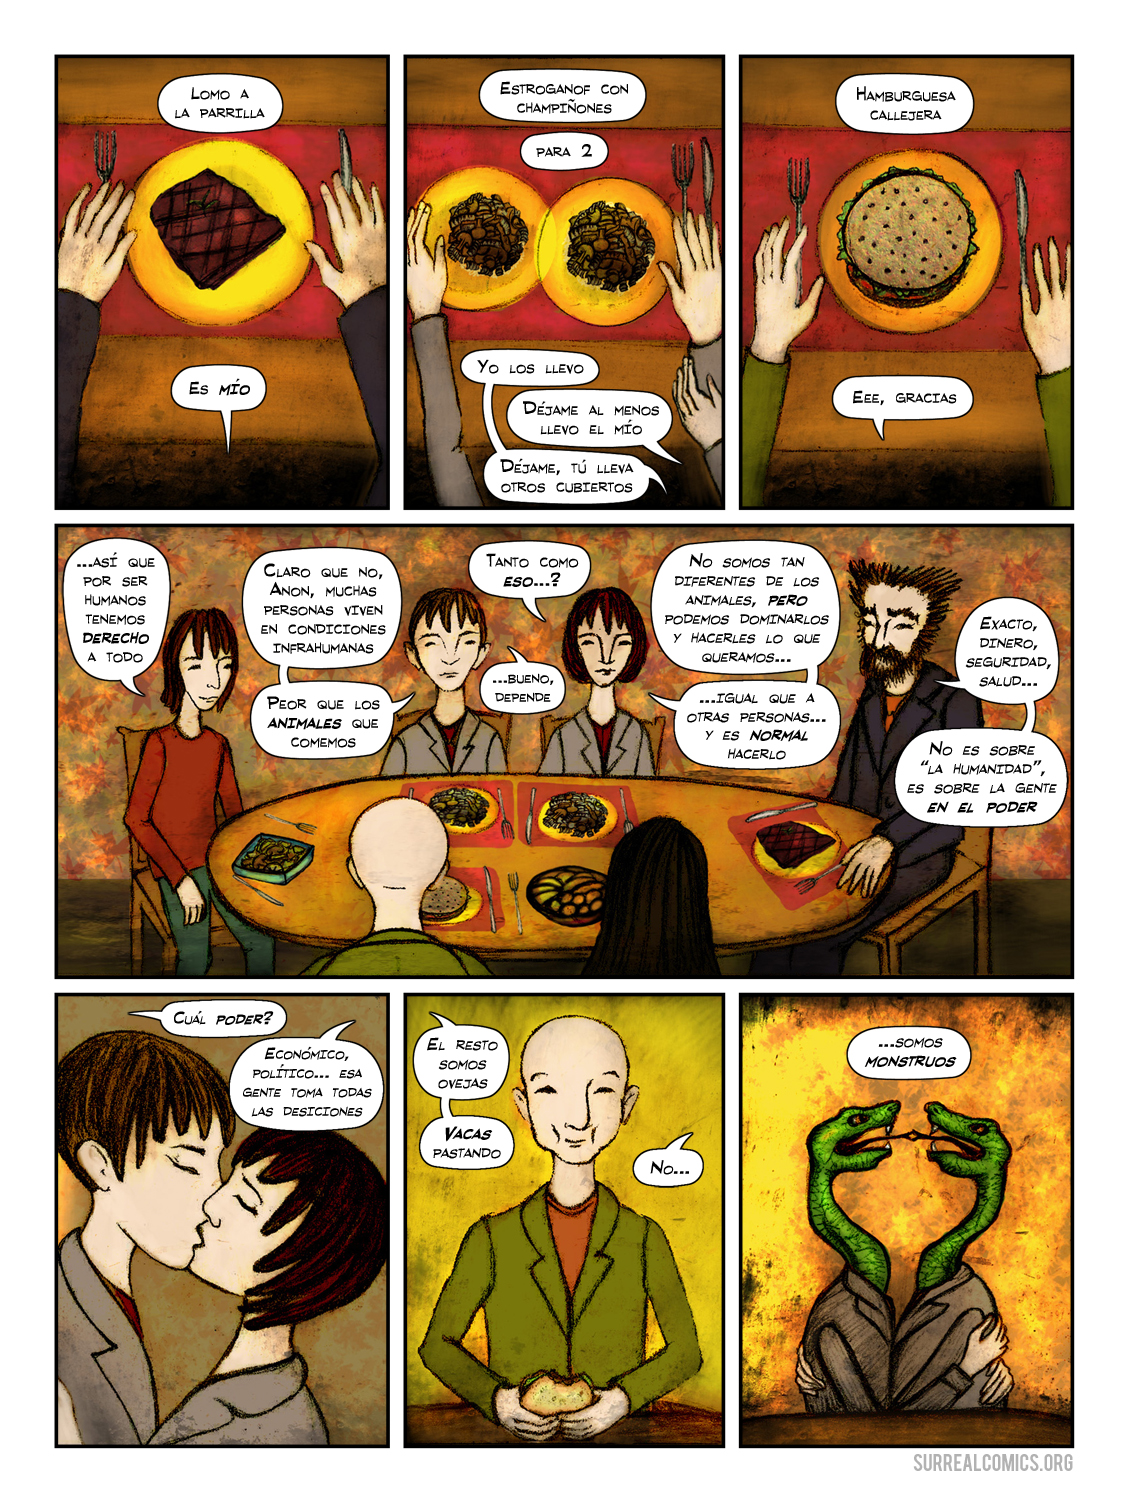 Lomo a
la parrilla
Es mío
Estroganof con
champiñones
para 2
Yo los llevo
Déjame al menos
llevo el mío
Déjame, tú lleva
otros cubiertos
Hamburguesa
callejera
Eee, gracias
...así que
por ser
humanos
tenemos
derecho
a todo
Claro que no,
Anon, muchas
personas viven
en condiciones
infrahumanas
Peor que los
animales que
comemos
Tanto como
eso...?
...bueno,
depende
No somos tan
diferentes de los
animales, pero
podemos dominarlos
y hacerles lo que
queramos...
...igual que a
otras personas...
y es normal
hacerlo
Exacto,
dinero,
seguridad,
salud...
No es sobre
"la humanidad",
es sobre la gente
en el poder
Cuál poder?
Económico,
político... esa
gente toma todas
las desiciones
El resto
somos
ovejas
Vacas
pastando
No...
...somos
monstruos
SURREALCOMICS.ORG